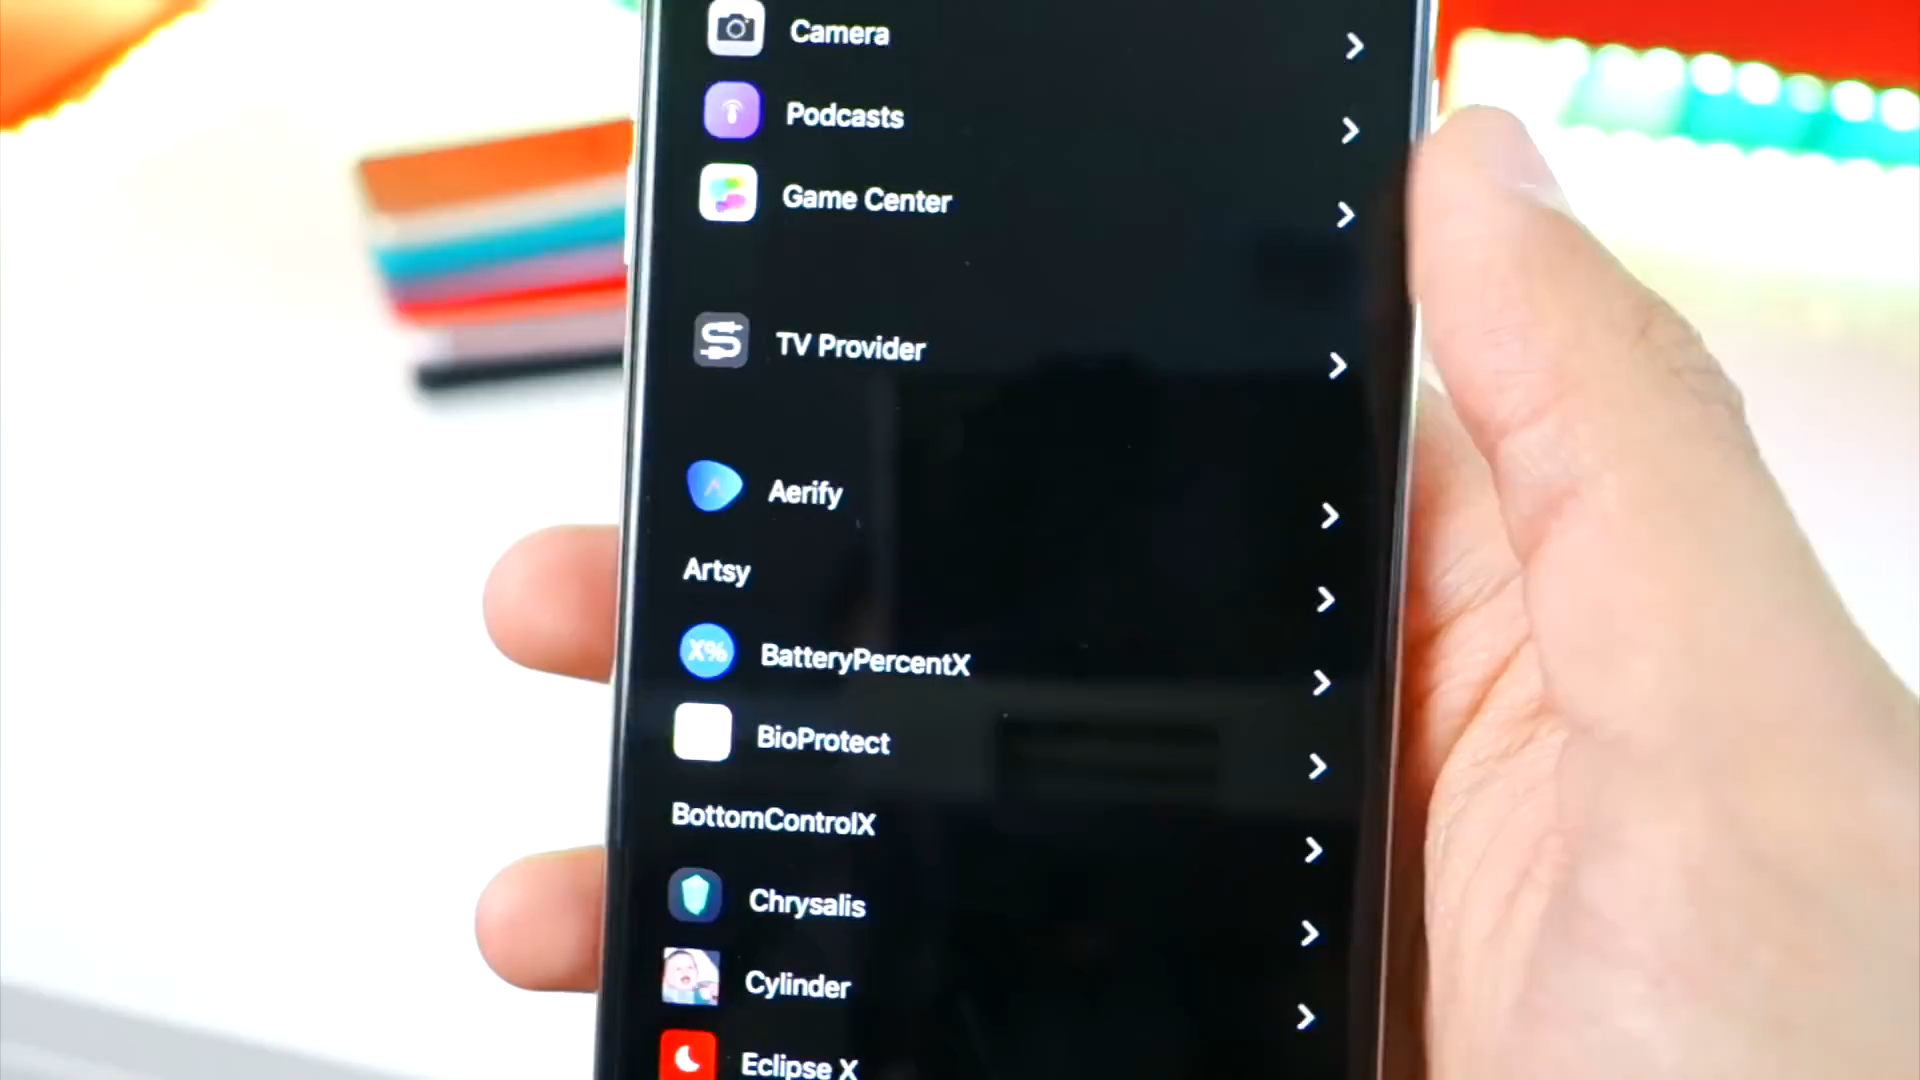 Camera
Podcasts
Game Center
TV Provider
Aerify
Artsy
X% BatteryPercentX
BioProtect
BottomControlX
Chrysalis
Cylinder
Eclipse X